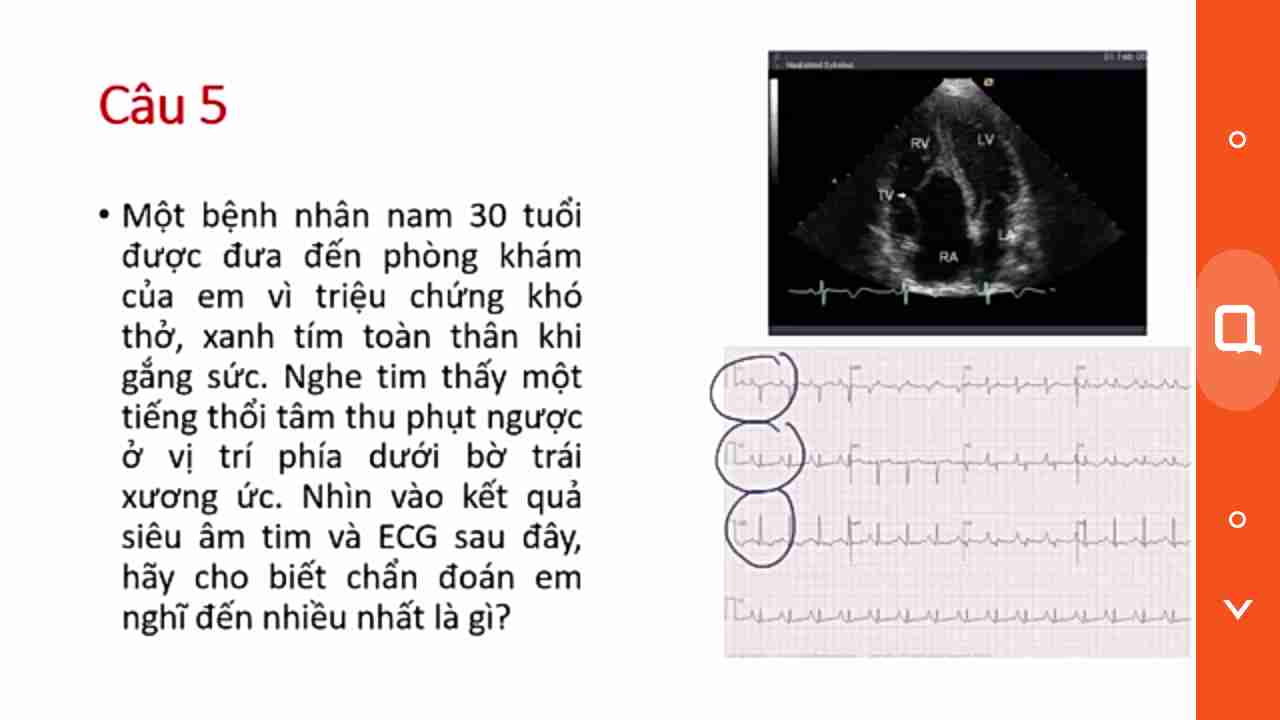 Câu 5
• Một bệnh nhân nam 30 tuổi
được đưa đến phòng khám
của em vì triệu chứng khó
thở, xanh tím toàn thân khi
gắng sức. Nghe tim thấy một
tiếng thổi tâm thu phụt ngược
ở vị trí phía dưới bờ trái
xương ức. Nhìn vào kết quả
siêu âm tim và ECG sau đây,
hãy cho biết chẩn đoán em
nghĩ đến nhiều nhất là gì?
RV LV
TV
LA
RA